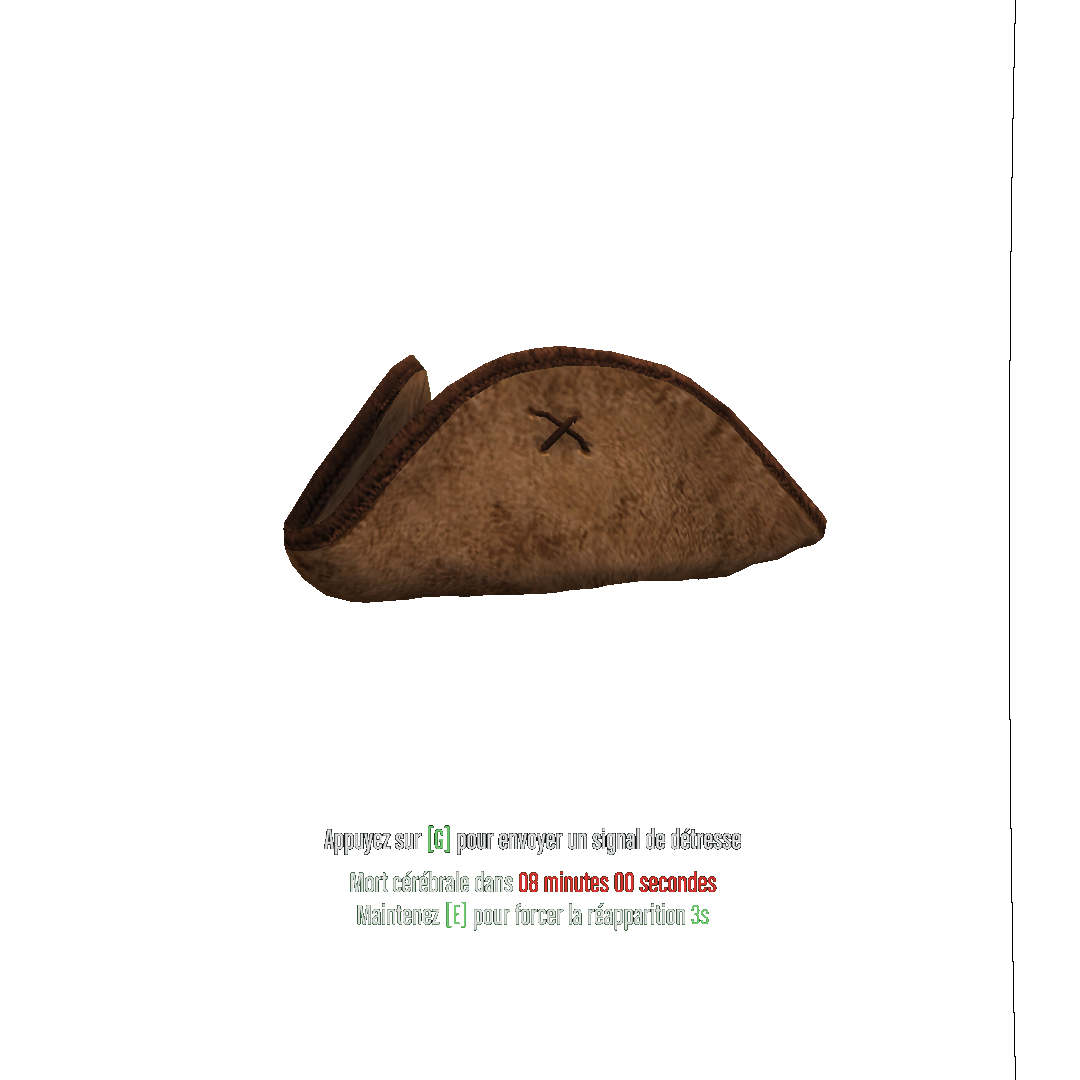 Appuyez sur [G] pour envoyer un signal de détresse
Mort cérébrale dans 08 minutes 00 secondes
Maintenez [E] pour forcer la réapparition 3s